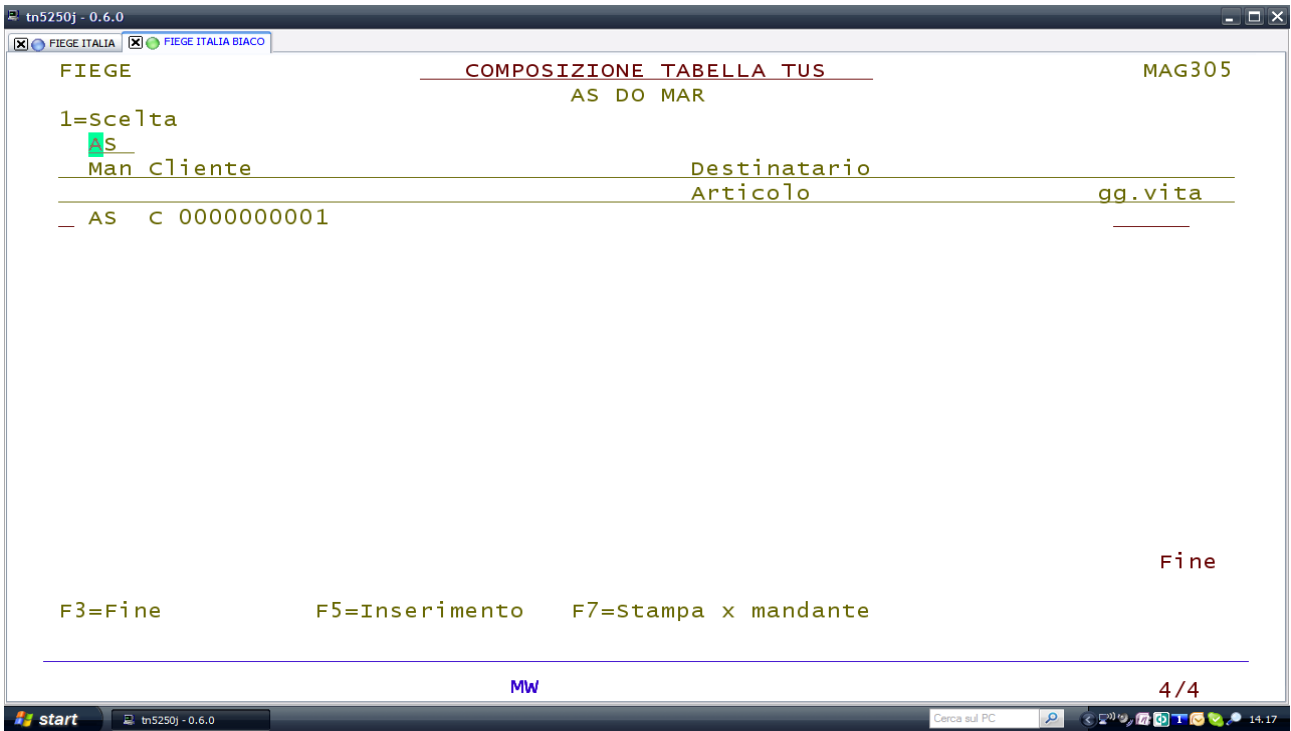 tn5250j - 0.6.0
FIEGE ITALIA FIEGE ITALIA BIACO
FIEGE COMPOSIZIONE TABELLA TUS MAG305
AS DO MAR
1=Scelta
AS
Man Cliente Destinatario
Articolo gg.vita
AS C 0000000001
Fine
F3=Fine F5=Inserimento F7=Stampa x mandante
MW 4/4
start tn5250j - 0.6.0 Cerca sul PC 14.17